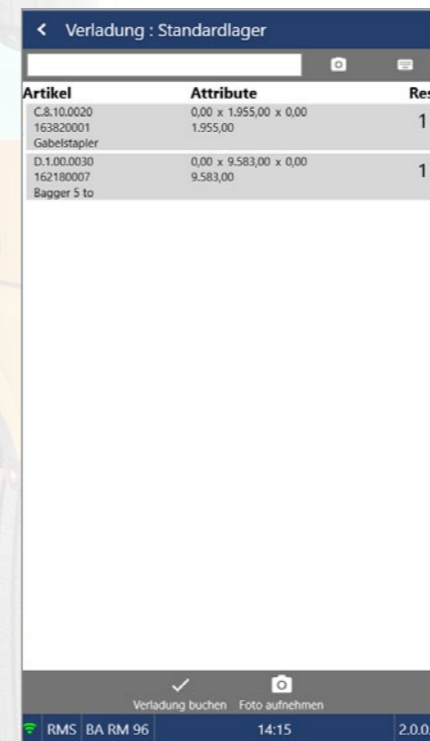 Verladung : Standardlager
Artikel Attribute Res
C.8.10.0020 0,00 x 1.955,00 x 0,00 1
163820001 1.955,00
Gabelstapler
D.1.00.0030 0,00 x 9.583,00 x 0,00 1
162180007 9.583,00
Bagger 5 to
Verladung buchen Foto aufnehmen
RMS BA RM 96 14:15 2.0.0.